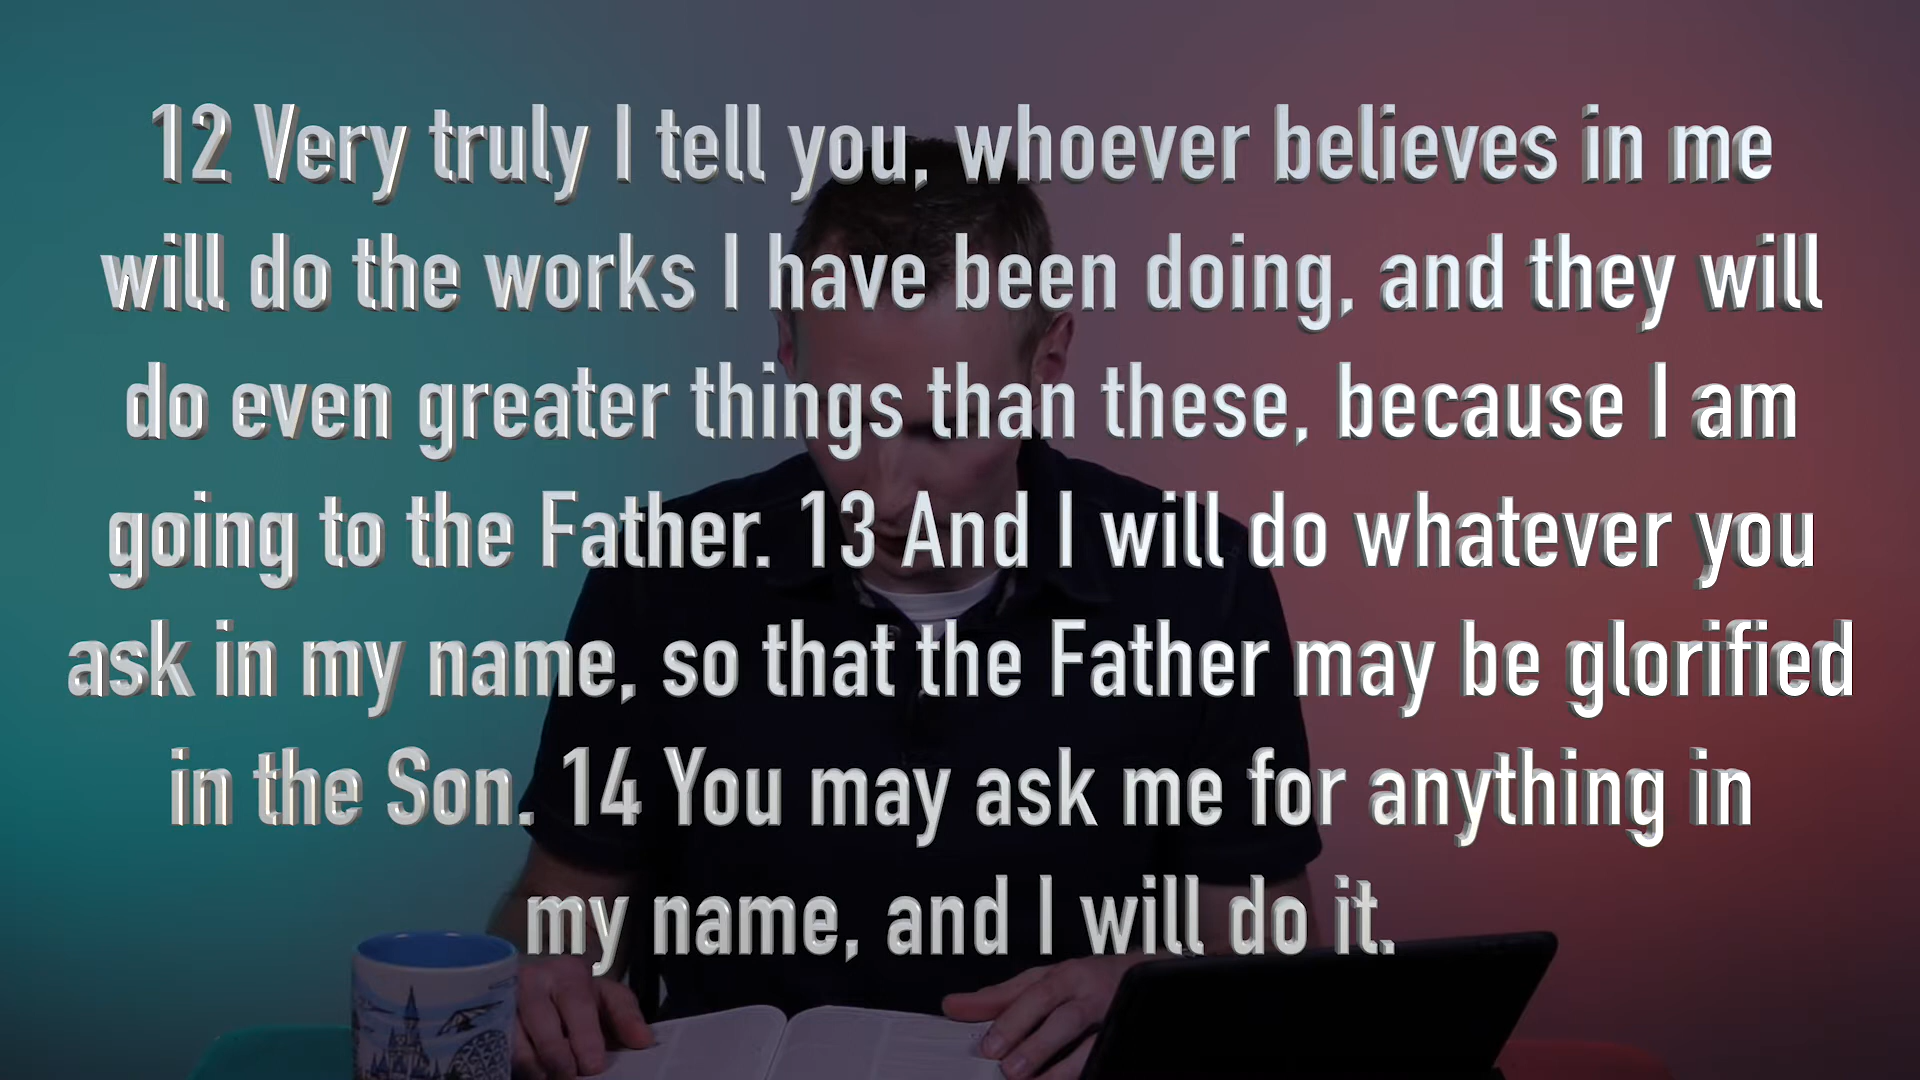 12 Very truly I tell you, whoever believes in me
will do the works I have been doing, and they will
do even greater things than these, because I am
going to the Father. 13 And I will do whatever you
ask in my name, so that the Father may be glorified
in the Son. 14 You may ask me for anything in
my name, and I will do it.